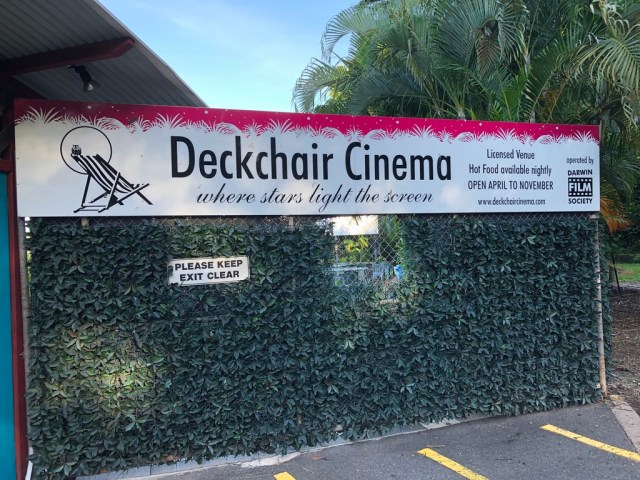 Deckchair Cinema
where stars light the screen
Licensed Venue
Hot Food available nightly
OPEN APRIL TO NOVEMBER
www.deckchaircinema.com
operated by
DARWIN
FILM
SOCIETY
PLEASE KEEP
EXIT CLEAR